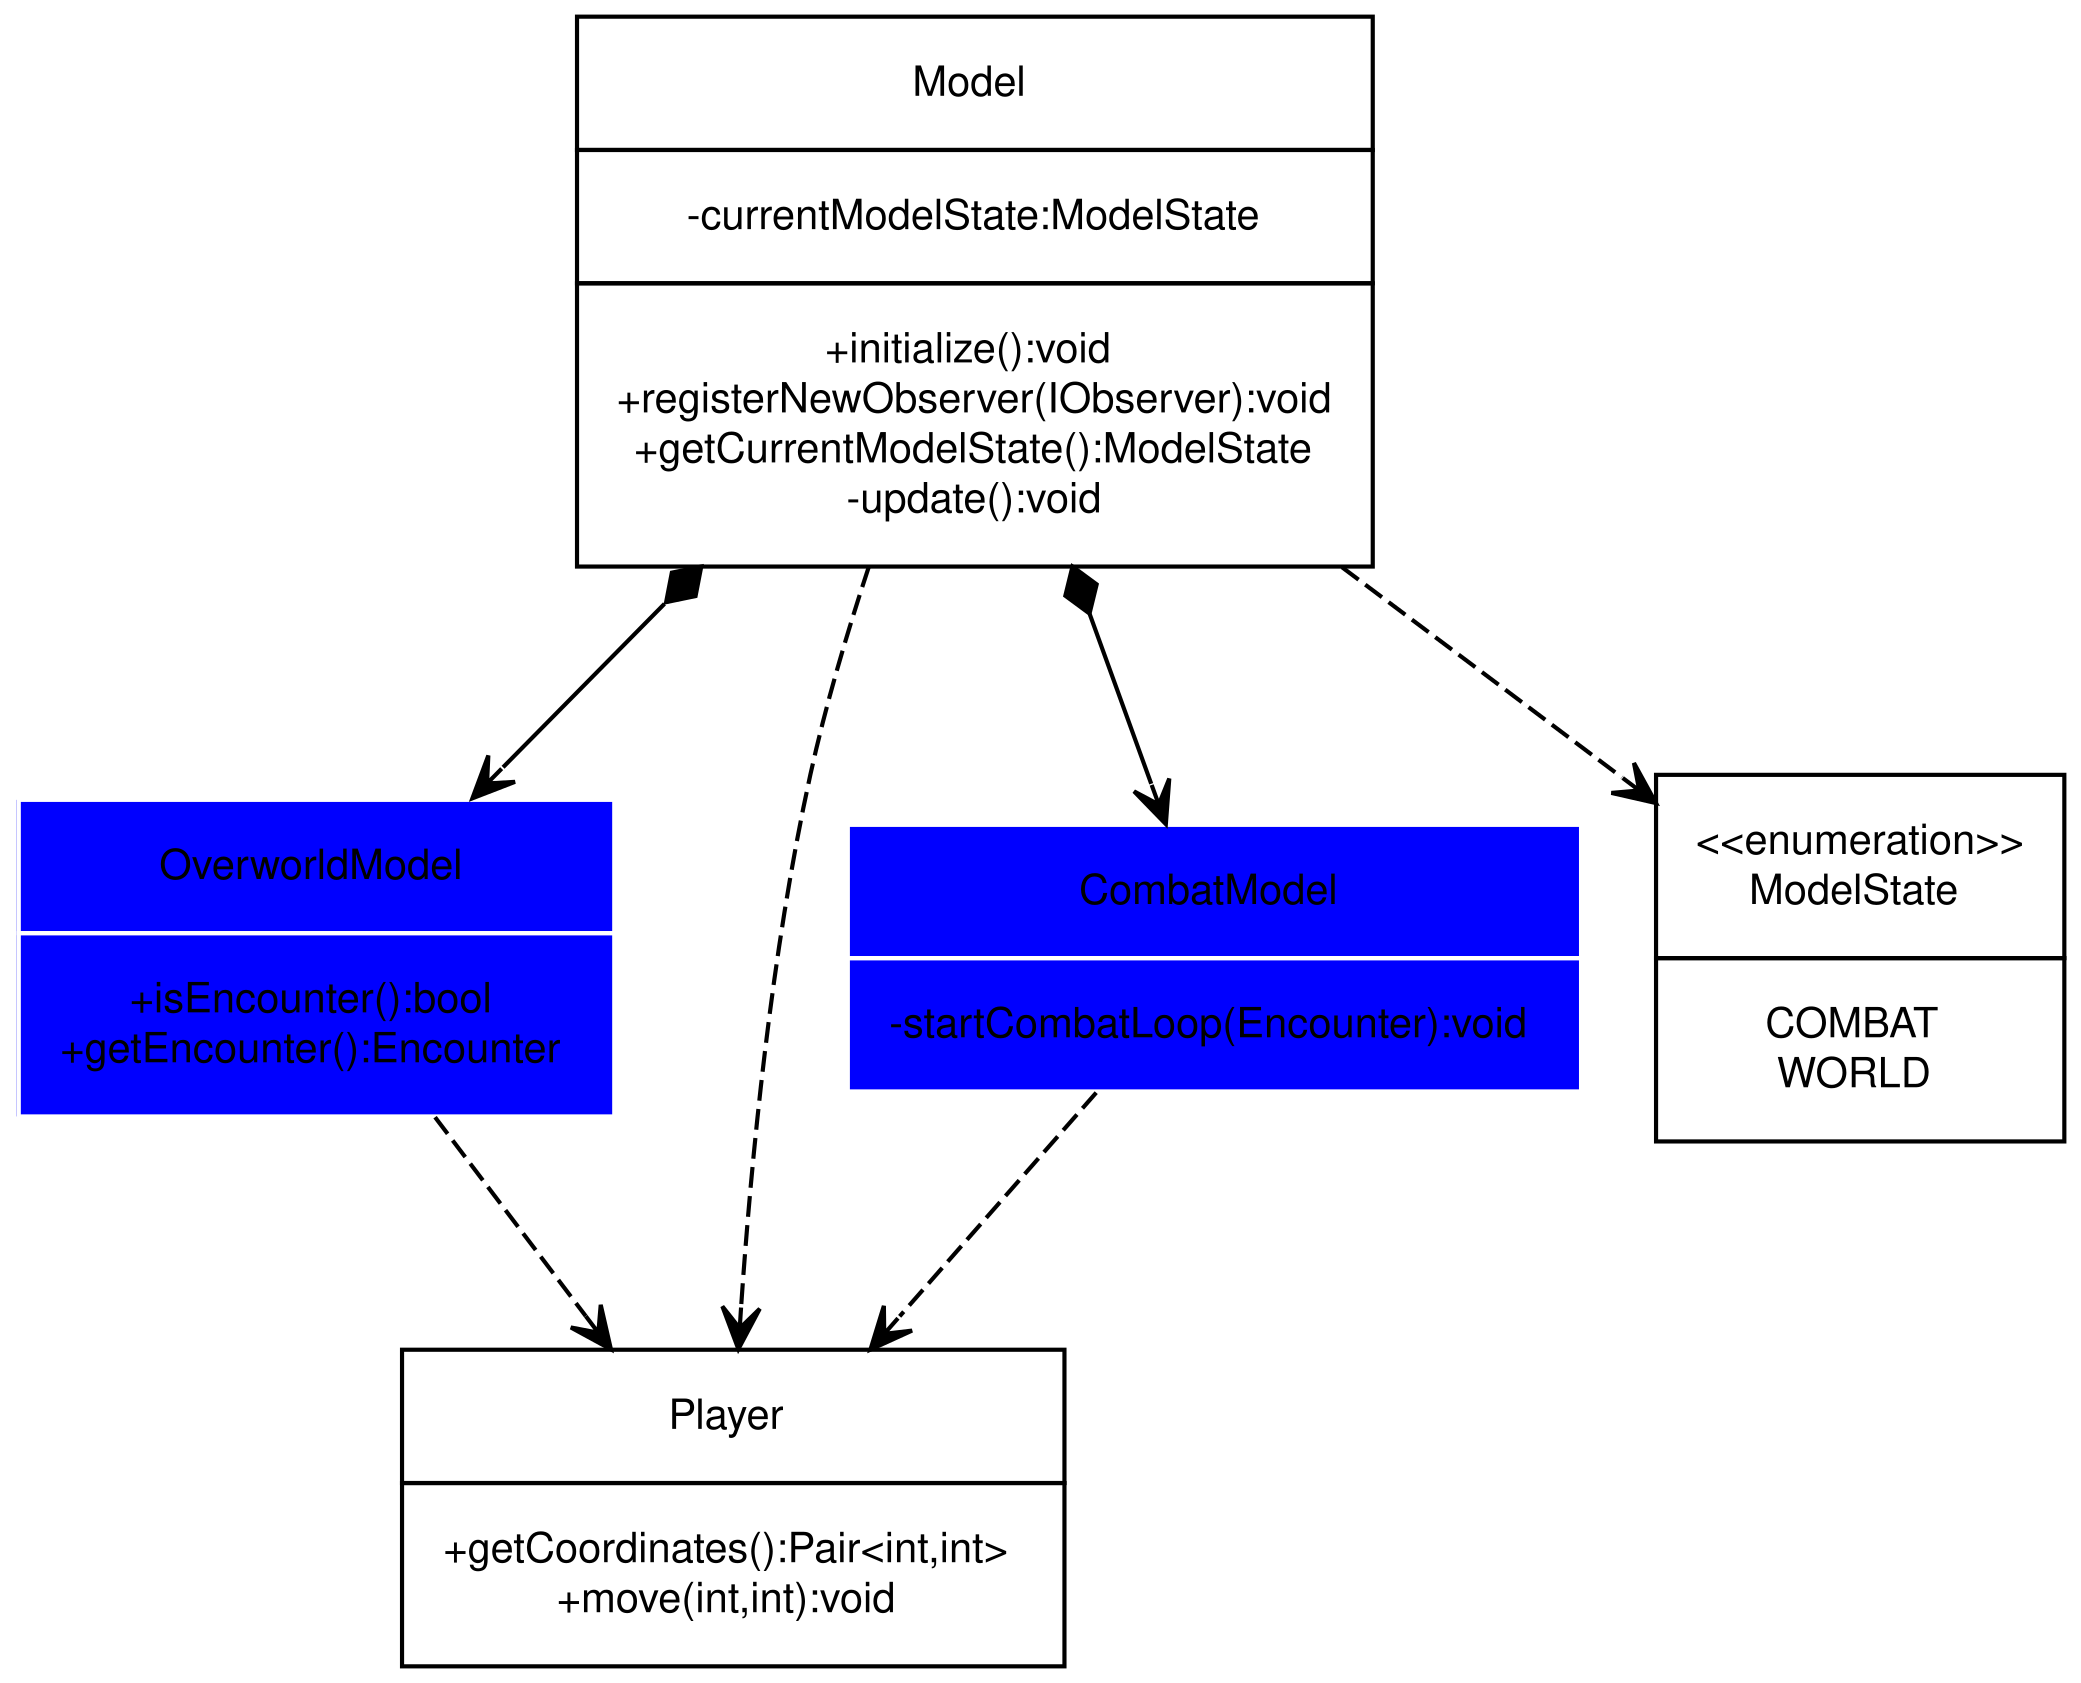 Model
-currentModelState:ModelState
+initialize():void
+registerNewObserver(IObserver):void
+getCurrentModelState():ModelState
-update():void
OverworldModel
+isEncounter():bool
+getEncounter():Encounter
CombatModel
-startCombatLoop(Encounter):void
<<enumeration>>
ModelState
COMBAT
WORLD
Player
+getCoordinates():Pair<int,int>
+move(int,int):void